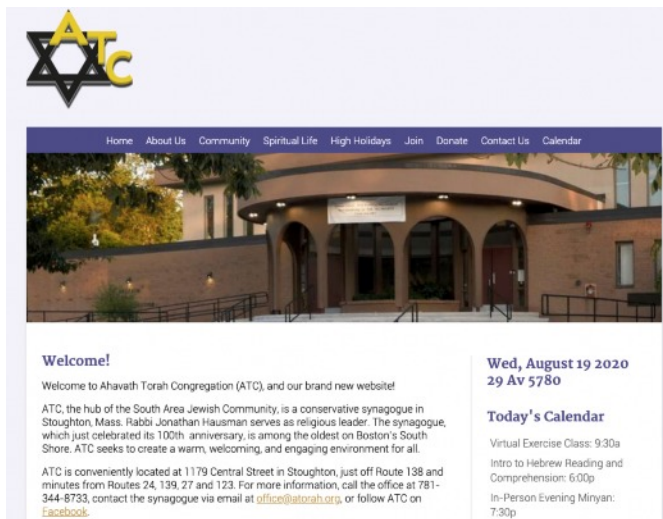 ATC
Home About Us Community Spiritual Life High Holidays Join Donate Contact Us Calendar
Welcome!
Welcome to Ahavath Torah Congregation (ATC), and our brand new website!
ATC, the hub of the South Area Jewish Community, is a conservative synagogue in
Stoughton, Mass. Rabbi Jonathan Hausman serves as religious leader. The synagogue,
which just celebrated its 100th anniversary, is among the oldest on Boston's South
Shore. ATC seeks to create a warm, welcoming, and engaging environment for all.
ATC is conveniently located at 1179 Central Street in Stoughton, just off Route 138 and
minutes from Routes 24, 139, 27 and 123. For more information, call the office at 781-
344-8733, contact the synagogue via email at office@atorah.org, or follow ATC on
Facebook.
Wed, August 19 2020
29 Av 5780
Today's Calendar
Virtual Exercise Class: 9:30a
Intro to Hebrew Reading and
Comprehension: 6:00p
In-Person Evening Minyan:
7:30p